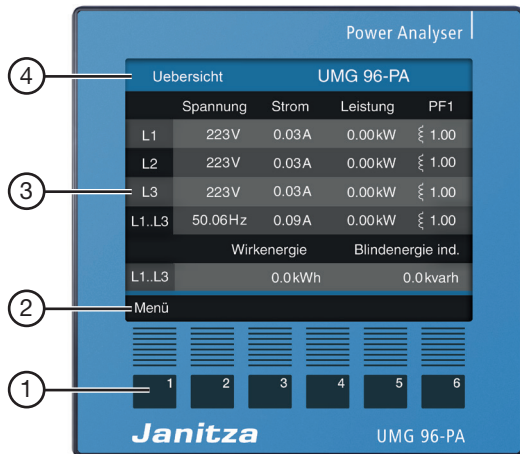 Power Analyser
4 Uebersicht UMG 96-PA
Spannung Strom Leistung PF1
L1 223V 0.03A 0.00kW ξ 1.00
L2 223V 0.03A 0.00kW ξ 1.00
3 L3 223V 0.03A 0.00kW ξ 1.00
L1..L3 50.06Hz 0.09A 0.00kW ξ 1.00
Wirkenergie Blindenergie ind.
L1..L3 0.0kWh 0.0kvarh
2 Menü
1 1 2 3 4 5 6
Janitza UMG 96-PA